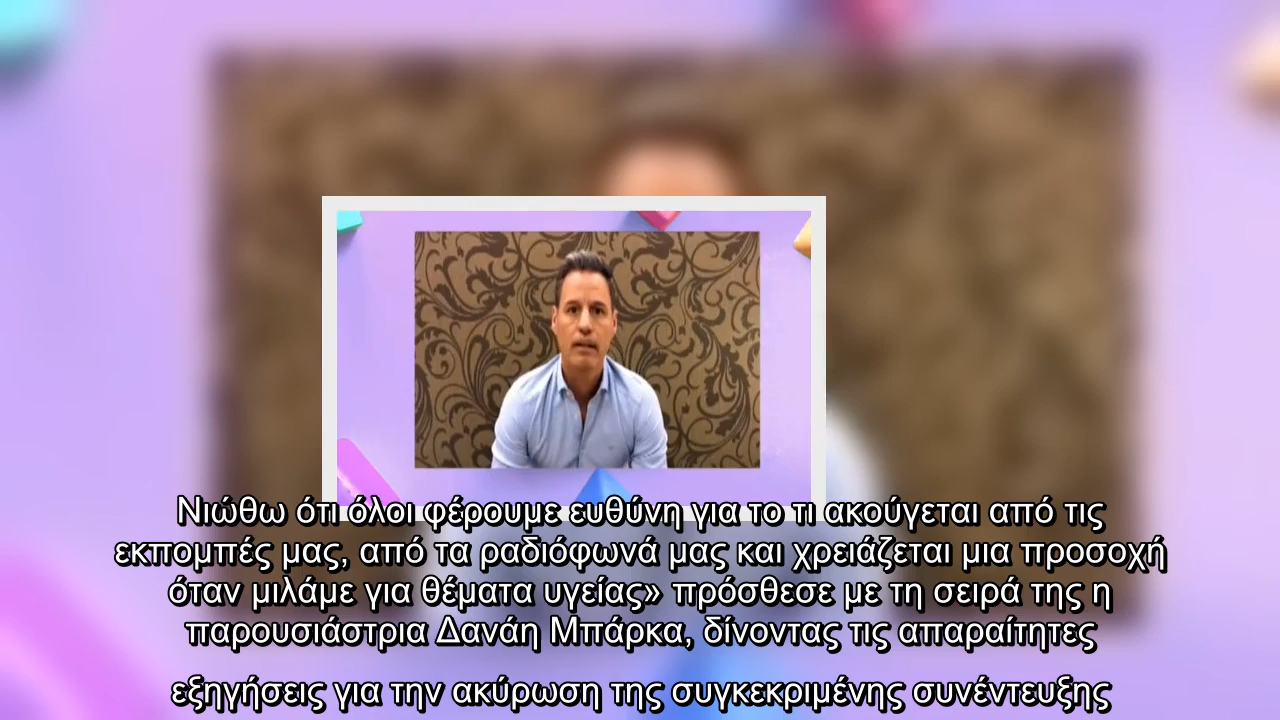 Νιώθω ότι όλοι φέρουμε ευθύνη για το τι ακούγεται από τις
εκπομπές μας, από τα ραδιόφωνά μας και χρειάζεται μια προσοχή
όταν μιλάμε για θέματα υγείας» πρόσθεσε με τη σειρά της η
παρουσιάστρια Δανάη Μπάρκα, δίνοντας τις απαραίτητες
εξηγήσεις για την ακύρωση της συγκεκριμένης συνέντευξης